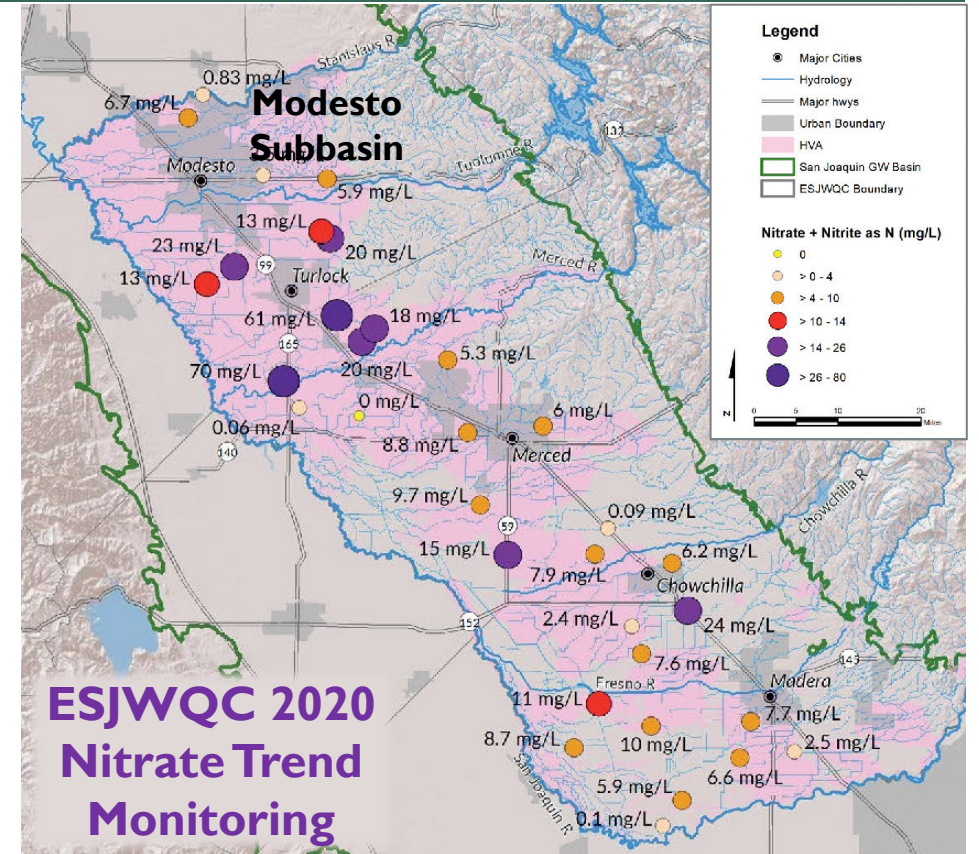 Stanislaus R
0.83 mg/L
6.7 mg/L
Modesto
Subbasin
Modesto
Tuolumne R
132
5.9 mg/L
13 mg/L
20 mg/L
23 mg/L
99
Merced R
13 mg/L
Turlock
61 mg/L
18 mg/L
165
20 mg/L
5.3 mg/L
70 mg/L
0 mg/L
6 mg/L
0.06 mg/L
8.8 mg/L
140
Merced
9.7 mg/L
0.09 mg/L
Chowchilla R
59
15 mg/L
7.9 mg/L
6.2 mg/L
Chowchilla
2.4 mg/L
24 mg/L
152
7.6 mg/L
145
Fresno R
Madera
11 mg/L
7.7 mg/L
8.7 mg/L
10 mg/L
2.5 mg/L
6.6 mg/L
5.9 mg/L
San Joaquin R
0.1 mg/L
ESJWQC 2020
Nitrate Trend
Monitoring
Legend
Major Cities
Hydrology
Major hwys
Urban Boundary
HVA
San Joaquin GW Basin
ESJWQC Boundary
Nitrate + Nitrite as N (mg/L)
0
> 0 - 4
> 4 - 10
> 10 - 14
> 14 - 26
> 26 - 80
N
0 5 10 20
Miles